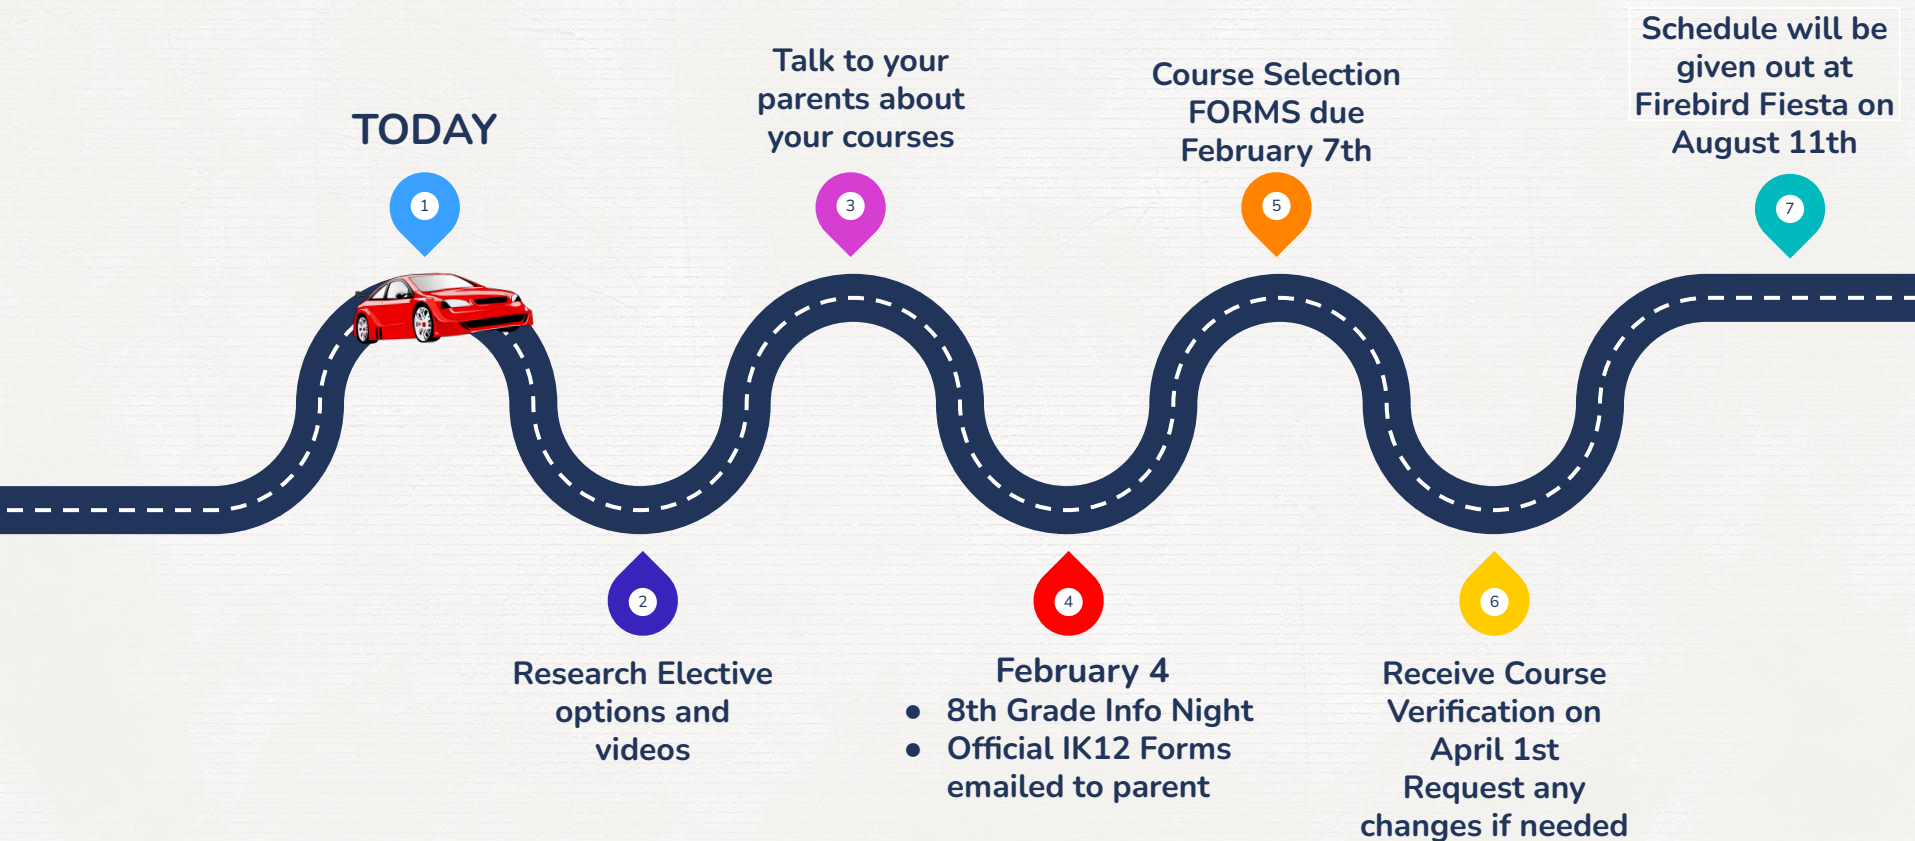 TODAY
1
Research Elective
options and
videos
2
Talk to your
parents about
your courses
3
February 4
● 8th Grade Info Night
● Official IK12 Forms
emailed to parent
4
Course Selection
FORMS due
February 7th
5
Receive Course
Verification on
April 1st
Request any
changes if needed
6
Schedule will be
given out at
Firebird Fiesta on
August 11th
7